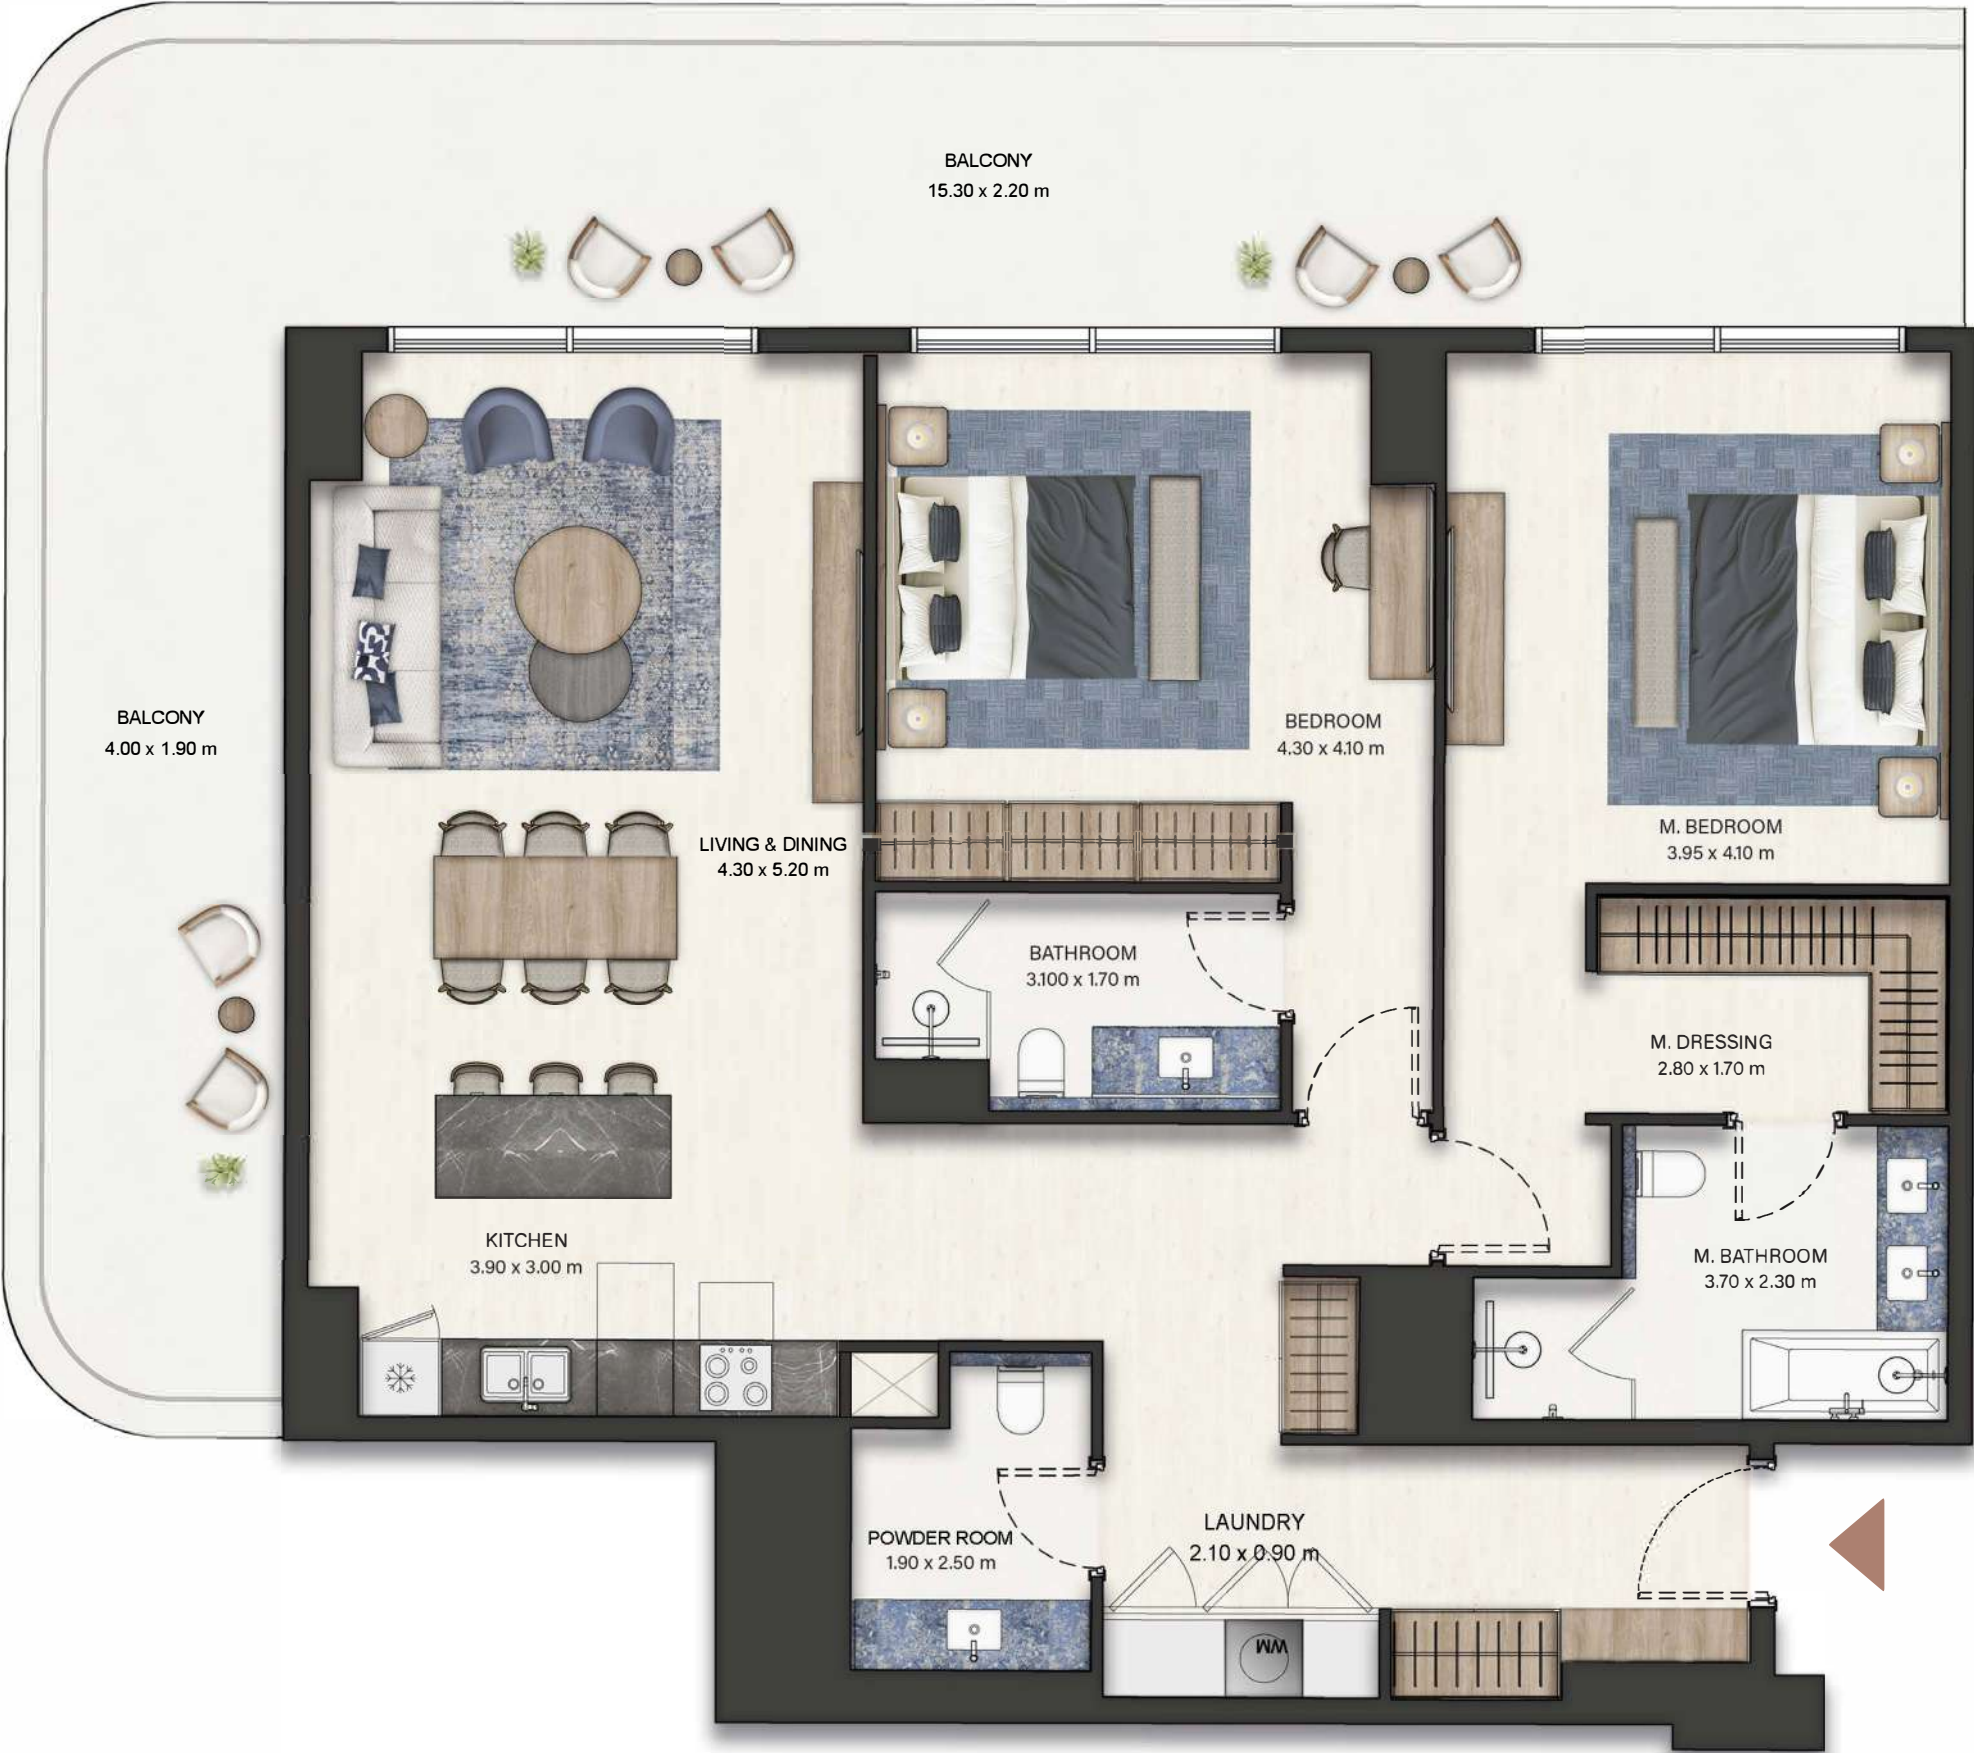 BALCONY
15.30 x 2.20 m
BALCONY
4.00 x 1.90 m
BEDROOM
4.30 x 4.10 m
M. BEDROOM
3.95 x 4.10 m
LIVING & DINING
4.30 x 5.20 m
BATHROOM
3.100 x 1.70 m
M. DRESSING
2.80 x 1.70 m
KITCHEN
3.90 x 3.00 m
M. BATHROOM
3.70 x 2.30 m
POWDER ROOM
1.90 x 2.50 m
LAUNDRY
2.10 x 0.90 m
WM